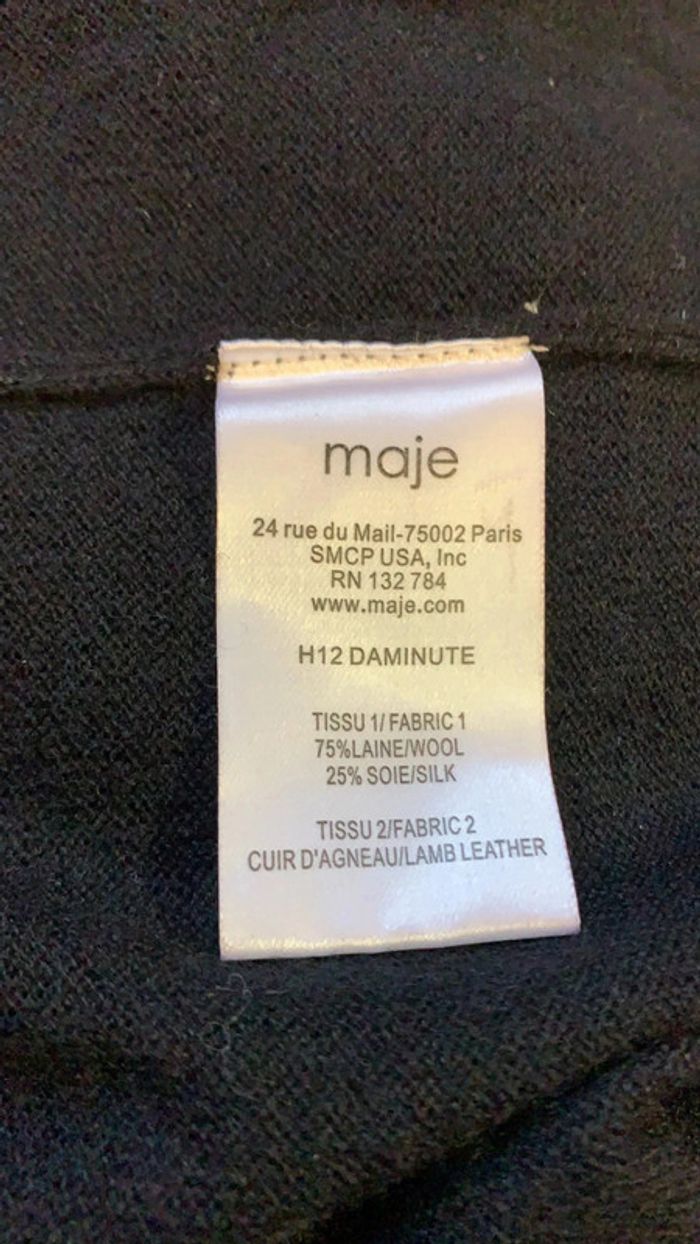 maje
24 rue du Mail-75002 Paris
SMCP USA, Inc
RN 132 784
www.maje.com
H12 DAMINUTE
TISSU 1/ FABRIC 1
75%LAINE/WOOL
25% SOIE/SILK
TISSU 2/FABRIC 2
CUIR D'AGNEAU/LAMB LEATHER